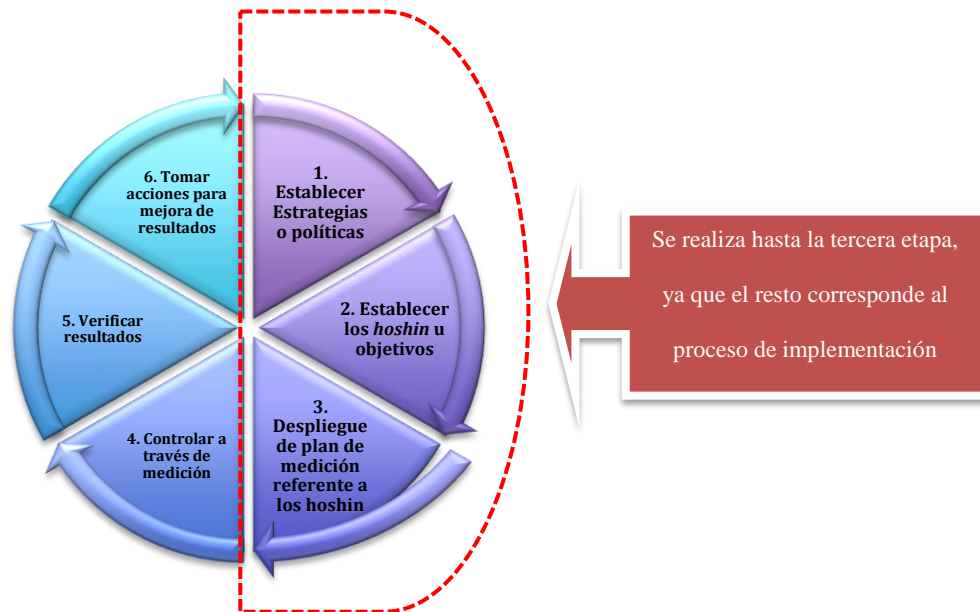 1.
Establecer
Estrategias
o políticas
2. Establecer
los hoshin u
objetivos
3.
Despliegue
de plan de
medición
referente a
los hoshin
4. Controlar a
través de
medición
5. Verificar
resultados
6. Tomar
acciones para
mejora de
resultados
Se realiza hasta la tercera etapa,
ya que el resto corresponde al
proceso de implementación